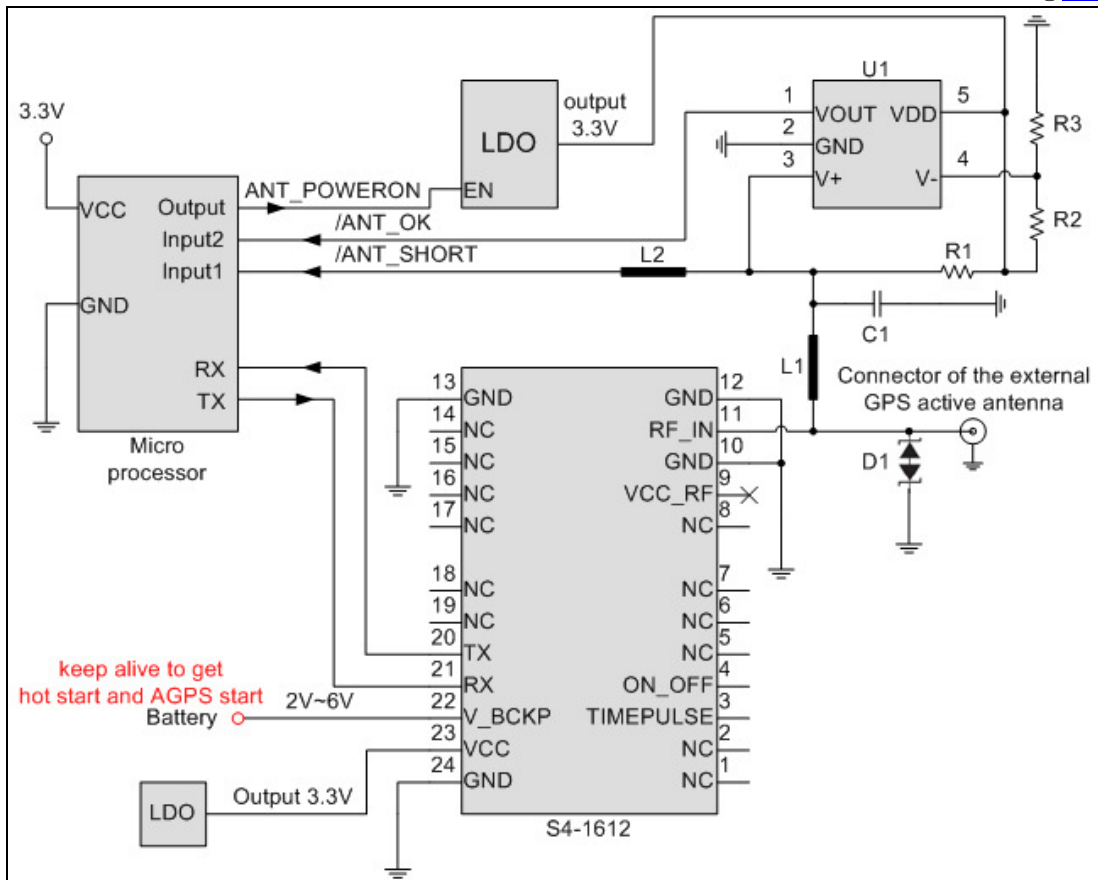 U1
3.3V
LDO
output
3.3V
EN
1
2
3
5
4
VOUT
VDD
GND
V+
V-
R3
R2
R1
VCC
GND
Output
Input2
Input1
RX
TX
Micro
processor
ANT_POWERON
/ANT_OK
/ANT_SHORT
L2
C1
L1
Connector of the external
GPS active antenna
D1
13
GND
14
NC
15
NC
16
NC
17
NC
18
NC
19
NC
20
TX
21
RX
22
V_BCKP
23
VCC
24
GND
12
GND
11
RF_IN
10
GND
9
VCC_RF
8
NC
7
NC
6
NC
5
NC
4
ON_OFF
3
TIMEPULSE
2
NC
1
NC
S4-1612
keep alive to get
hot start and AGPS start
Battery
2V~6V
LDO
Output 3.3V